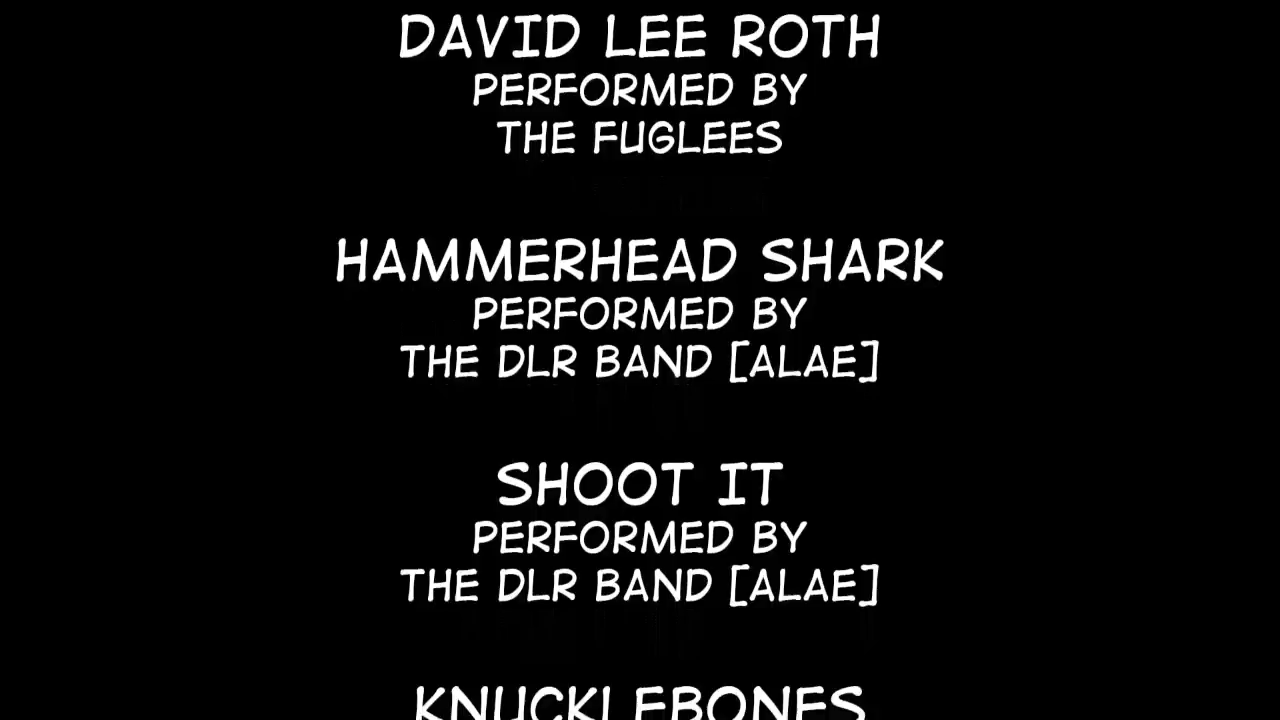 DAVID LEE ROTH
PERFORMED BY
THE FUGLEES
HAMMERHEAD SHARK
PERFORMED BY
THE DLR BAND [ALAE]
SHOOT IT
PERFORMED BY
THE DLR BAND [ALAE]
KNUCKLEBONES